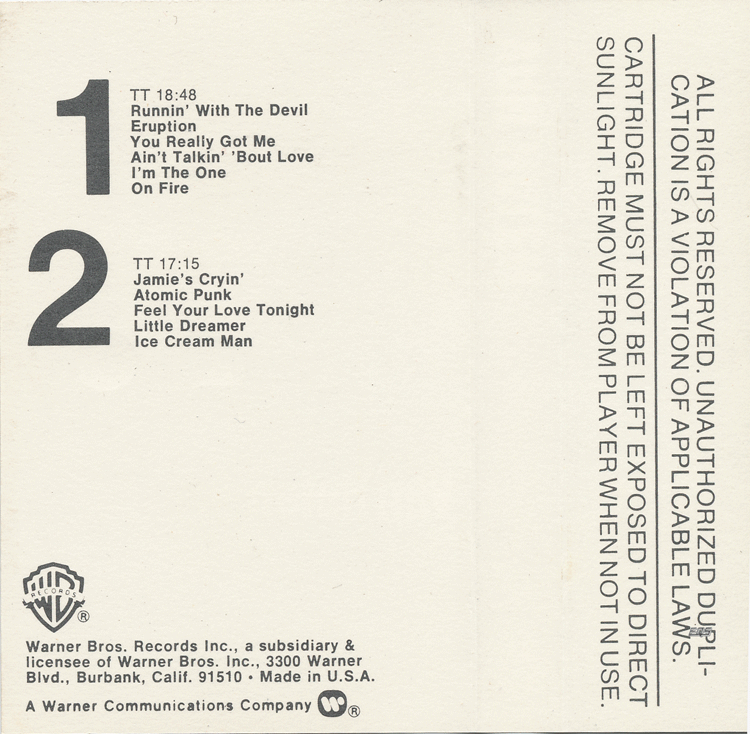 1
TT 18:48
Runnin' With The Devil
Eruption
You Really Got Me
Ain't Talkin' 'Bout Love
I'm The One
On Fire
2
TT 17:15
Jamie's Cryin'
Atomic Punk
Feel Your Love Tonight
Little Dreamer
Ice Cream Man
RECORDS
®
Warner Bros. Records Inc., a subsidiary &
licensee of Warner Bros. Inc., 3300 Warner
Blvd., Burbank, Calif. 91510 • Made in U.S.A.
A Warner Communications Company ®
ALL RIGHTS RESERVED. UNAUTHORIZED DUPLI-
CATION IS A VIOLATION OF APPLICABLE LAWS.
CARTRIDGE MUST NOT BE LEFT EXPOSED TO DIRECT
SUNLIGHT. REMOVE FROM PLAYER WHEN NOT IN USE.